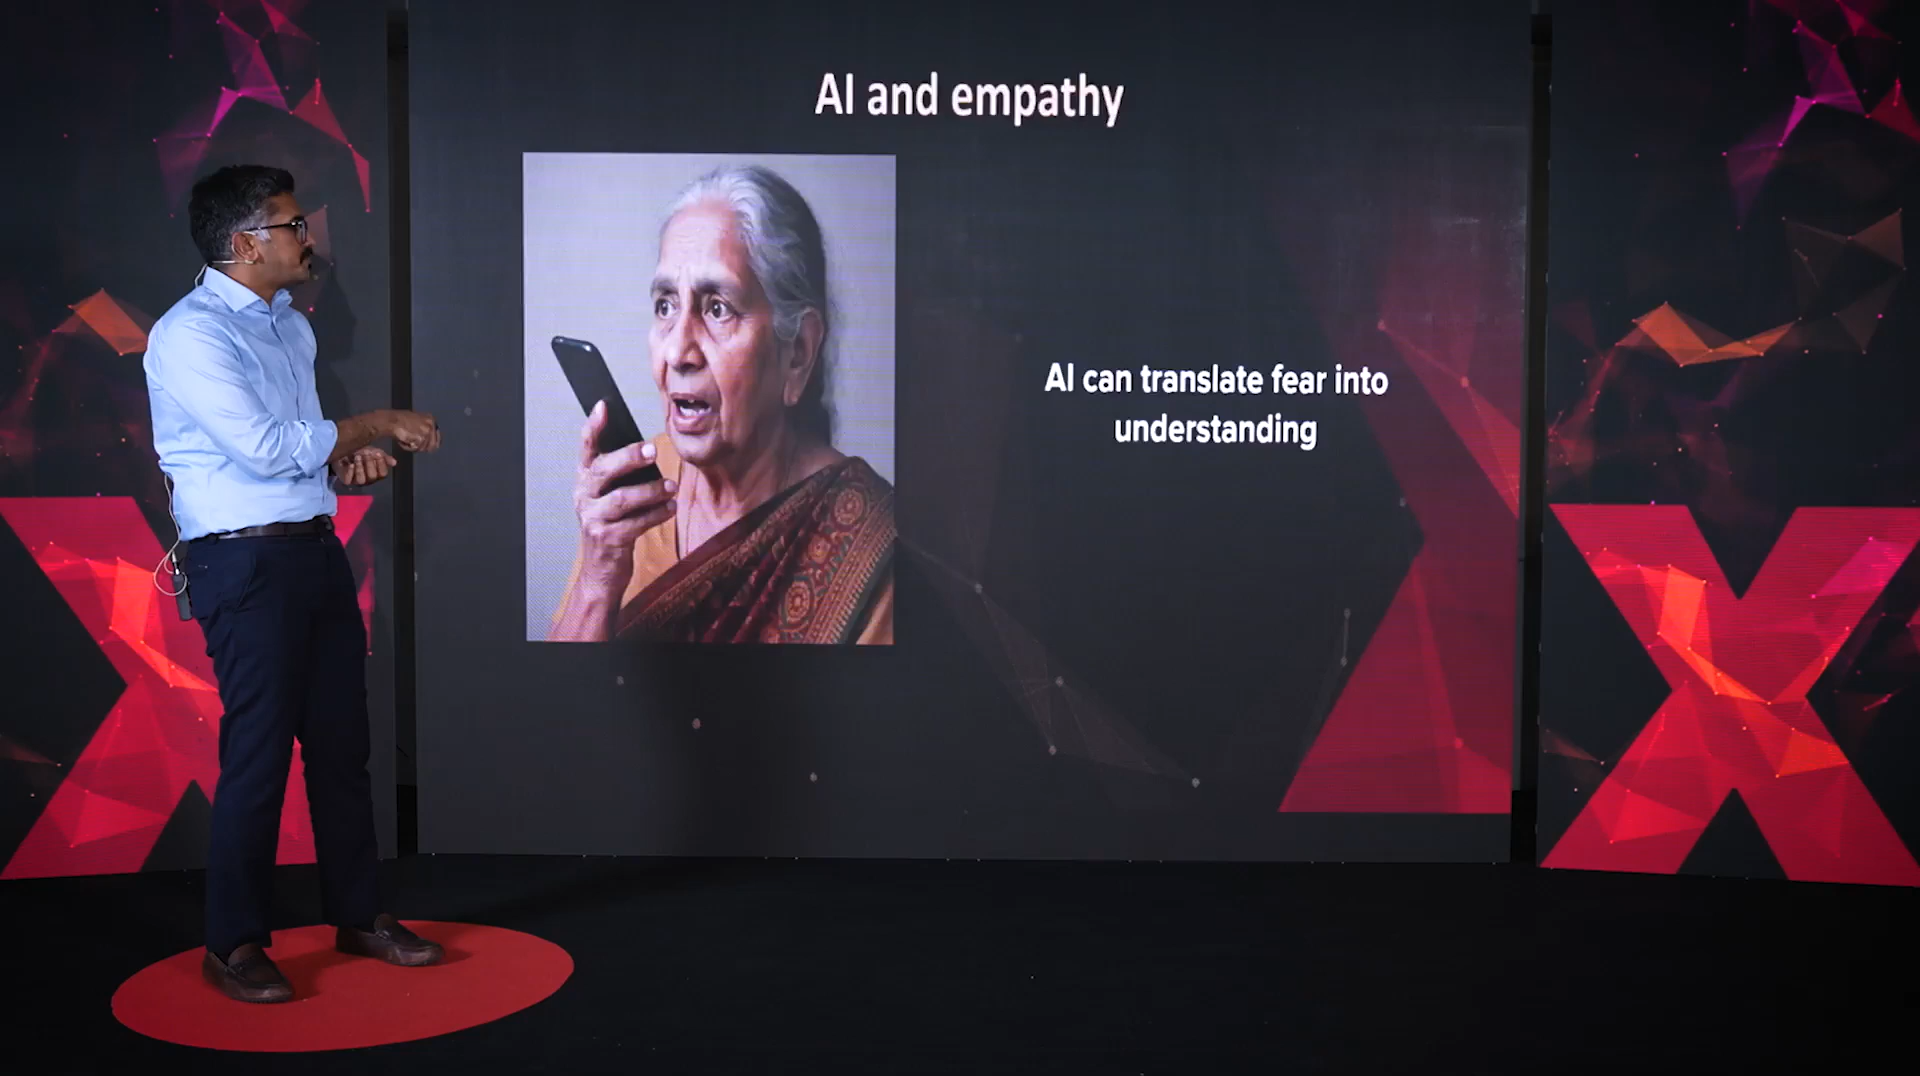 AI and empathy
AI can translate fear into
understanding
X
X